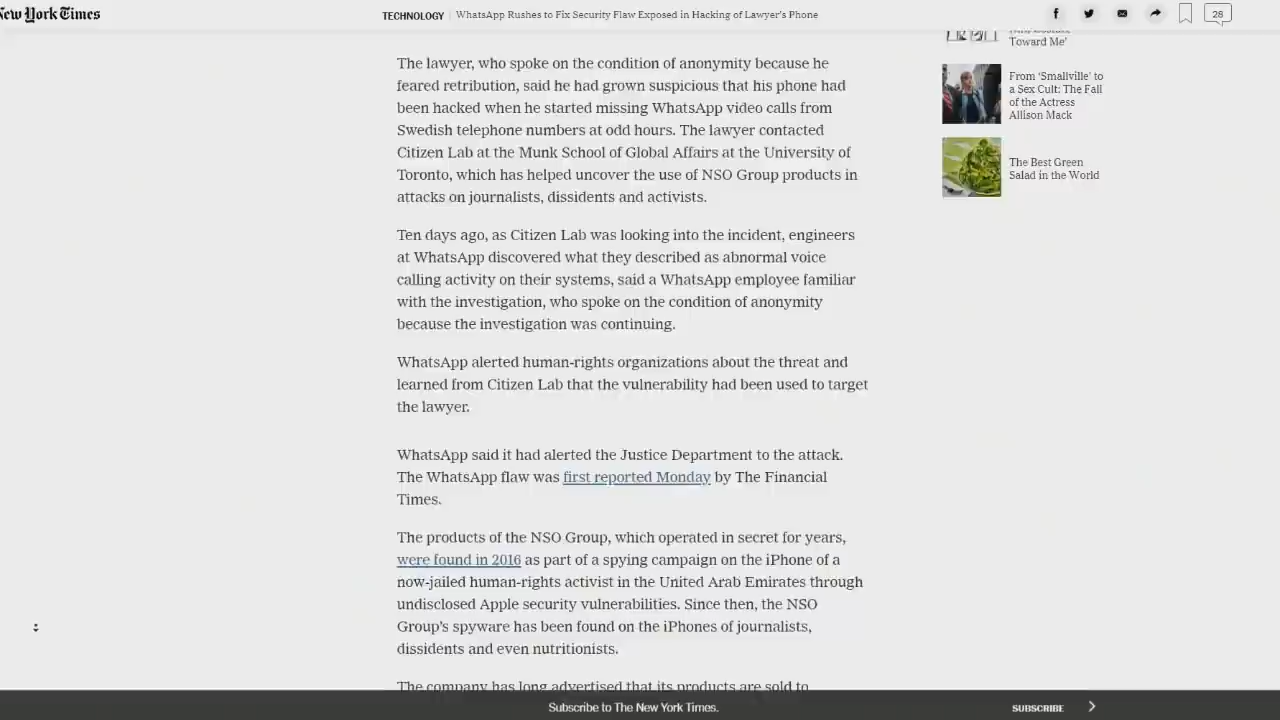 New York Times
TECHNOLOGY | WhatsApp Rushes to Fix Security Flaw Exposed in Hacking of Lawyer's Phone
28
The lawyer, who spoke on the condition of anonymity because he
feared retribution, said he had grown suspicious that his phone had
been hacked when he started missing WhatsApp video calls from
Swedish telephone numbers at odd hours. The lawyer contacted
Citizen Lab at the Munk School of Global Affairs at the University of
Toronto, which has helped uncover the use of NSO Group products in
attacks on journalists, dissidents and activists.
Ten days ago, as Citizen Lab was looking into the incident, engineers
at WhatsApp discovered what they described as abnormal voice
calling activity on their systems, said a WhatsApp employee familiar
with the investigation, who spoke on the condition of anonymity
because the investigation was continuing.
WhatsApp alerted human-rights organizations about the threat and
learned from Citizen Lab that the vulnerability had been used to target
the lawyer.
WhatsApp said it had alerted the Justice Department to the attack.
The WhatsApp flaw was first reported Monday by The Financial
Times.
The products of the NSO Group, which operated in secret for years,
were found in 2016 as part of a spying campaign on the iPhone of a
now-jailed human-rights activist in the United Arab Emirates through
undisclosed Apple security vulnerabilities. Since then, the NSO
Group's spyware has been found on the iPhones of journalists,
dissidents and even nutritionists.
The company has long advertised that its products are sold to
Toward Me'
From 'Smallville' to
a Sex Cult: The Fall
of the Actress
Allison Mack
The Best Green
Salad in the World
Subscribe to The New York Times.
SUBSCRIBE